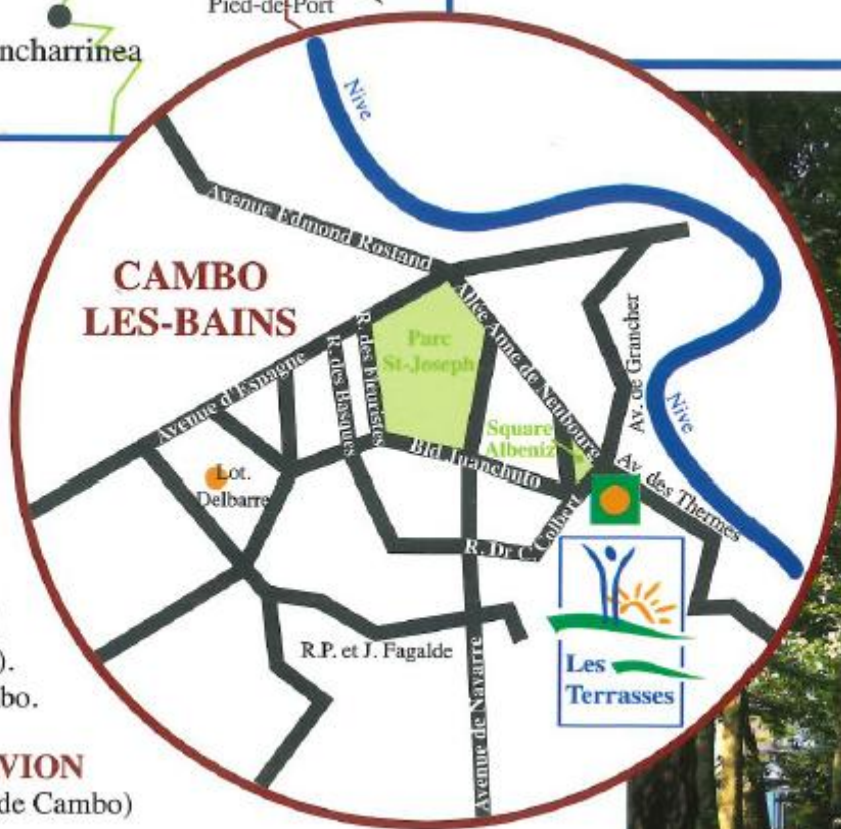 Pied-de-Port
ncharrinea
Nive
Avenue Edmond Rostand
CAMBO
LES-BAINS
Parc
St-Joseph
Allée Anne de Neubourg
Av. de Grancher
R. des Fleuristes
R. des Basques
Avenue d'Espagne
Nive
Square
Albeniz
Bld Juanchuto
Av. des Thermes
Lot.
Delbarre
R. Dr C. Colbert
R.P. et J. Fagalde
Les
Terrasses
Avenue de Navarre
).
bo.
VION
de Cambo)